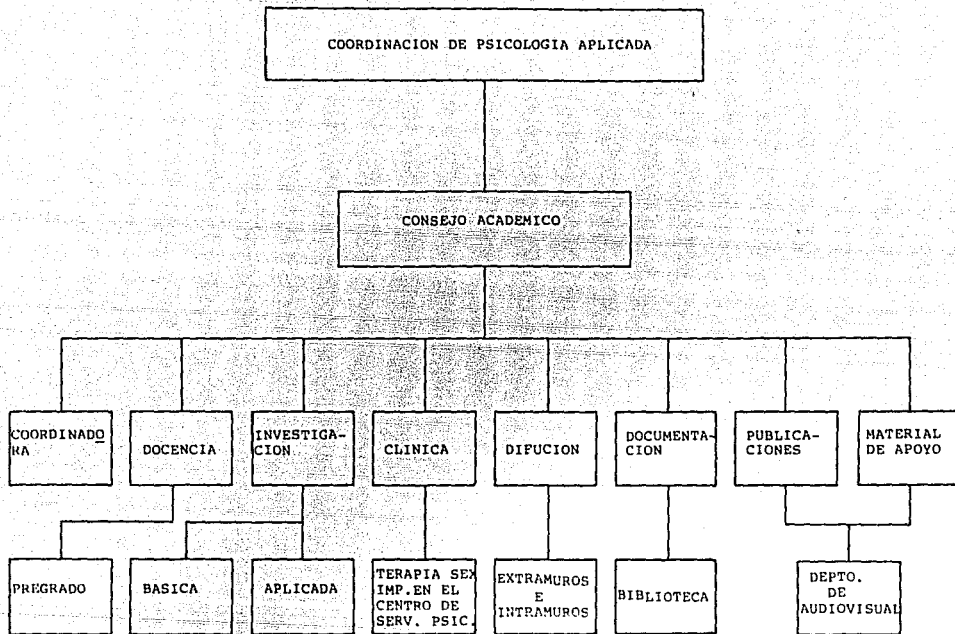 COORDINACION DE PSICOLOGIA APLICADA
CONSEJO ACADEMICO
COORDINADO
RA
DOCENCIA
INVESTIGA-
CION
CLINICA
DIFUCION
DOCUMENTA-
CION
PUBLICA-
CIONES
MATERIAL
DE APOYO
PREGRADO
BASICA
APLICADA
TERAPIA SEX
IMP.EN EL
CENTRO DE
SERV. PSIC.
EXTRAMUROS
E
INTRAMUROS
BIBLIOTECA
DEPTO.
DE
AUDIOVISUAL